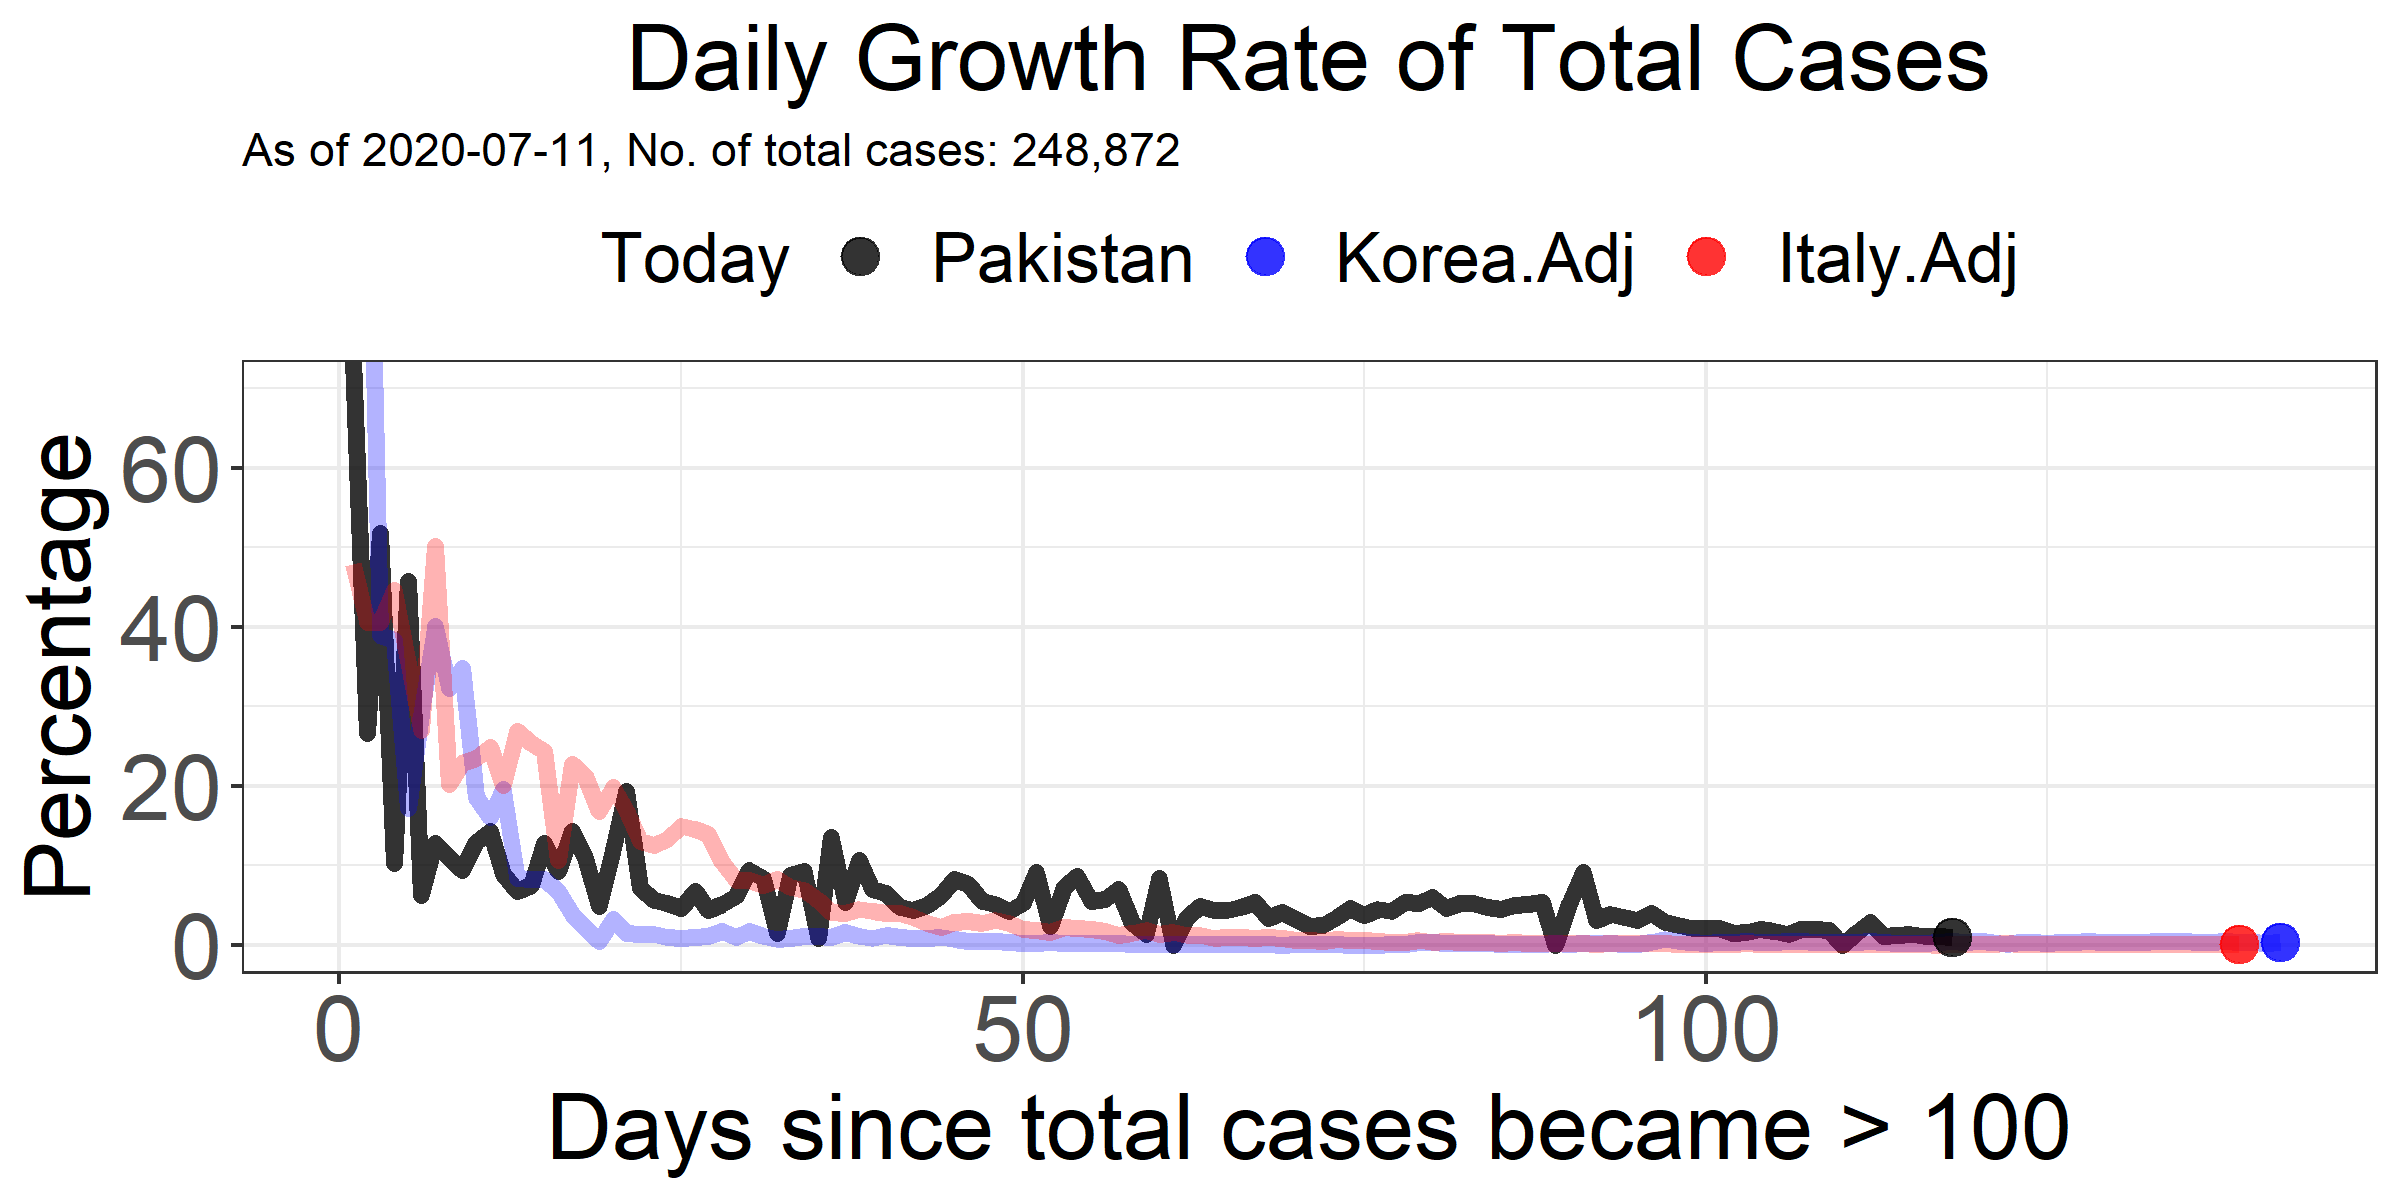 Daily Growth Rate of Total Cases
As of 2020-07-11, No. of total cases: 248,872
Today Pakistan Korea.Adj Italy.Adj
Percentage
60
40
20
0
0 50 100
Days since total cases became > 100